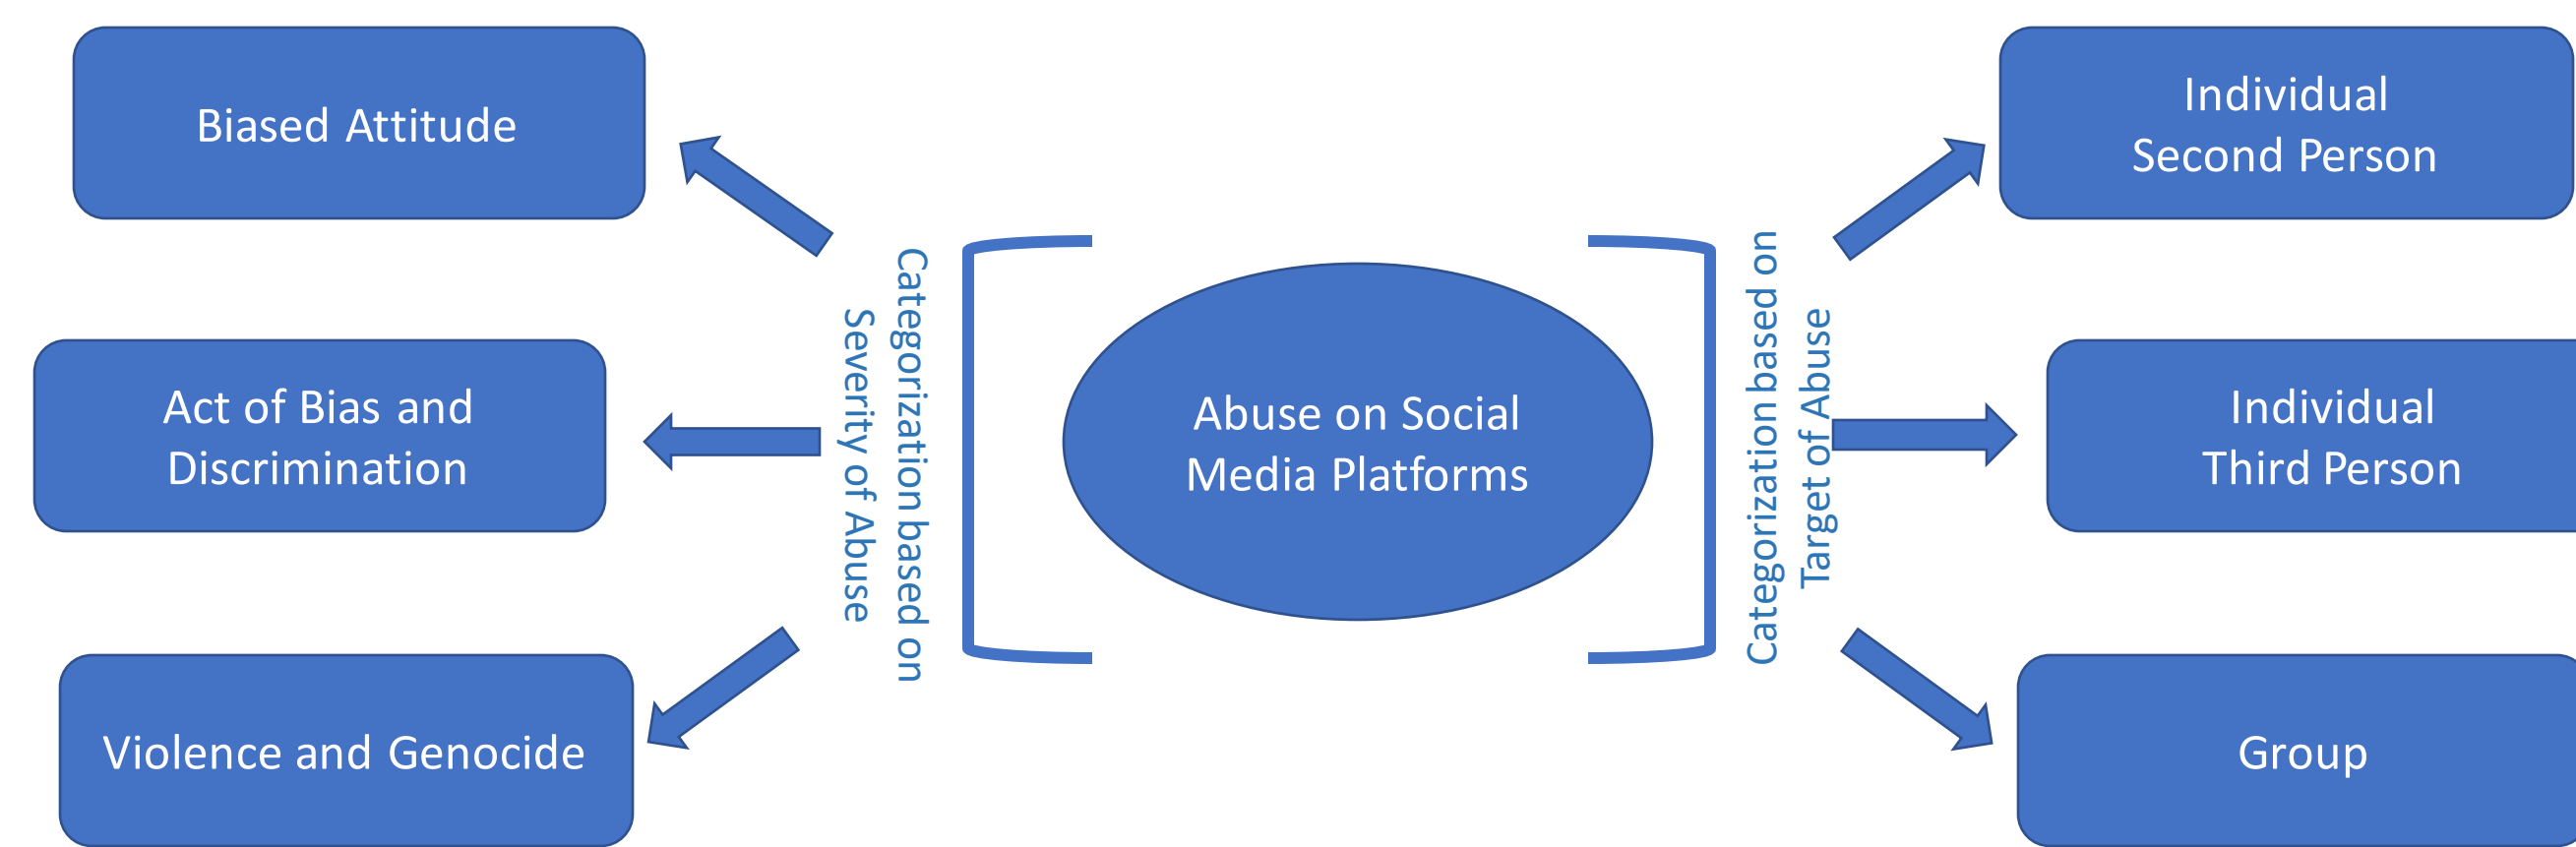 Biased Attitude
Act of Bias and
Discrimination
Violence and Genocide
Categorization based on
Severity of Abuse
Abuse on Social
Media Platforms
Categorization based on
Target of Abuse
Individual
Second Person
Individual
Third Person
Group